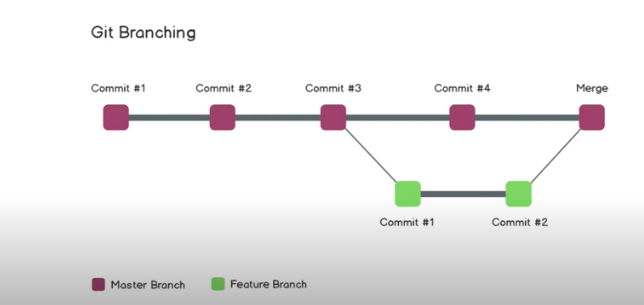 Git Branching
Commit #1 Commit #2 Commit #3 Commit #4 Merge
Commit #1 Commit #2
Master Branch Feature Branch